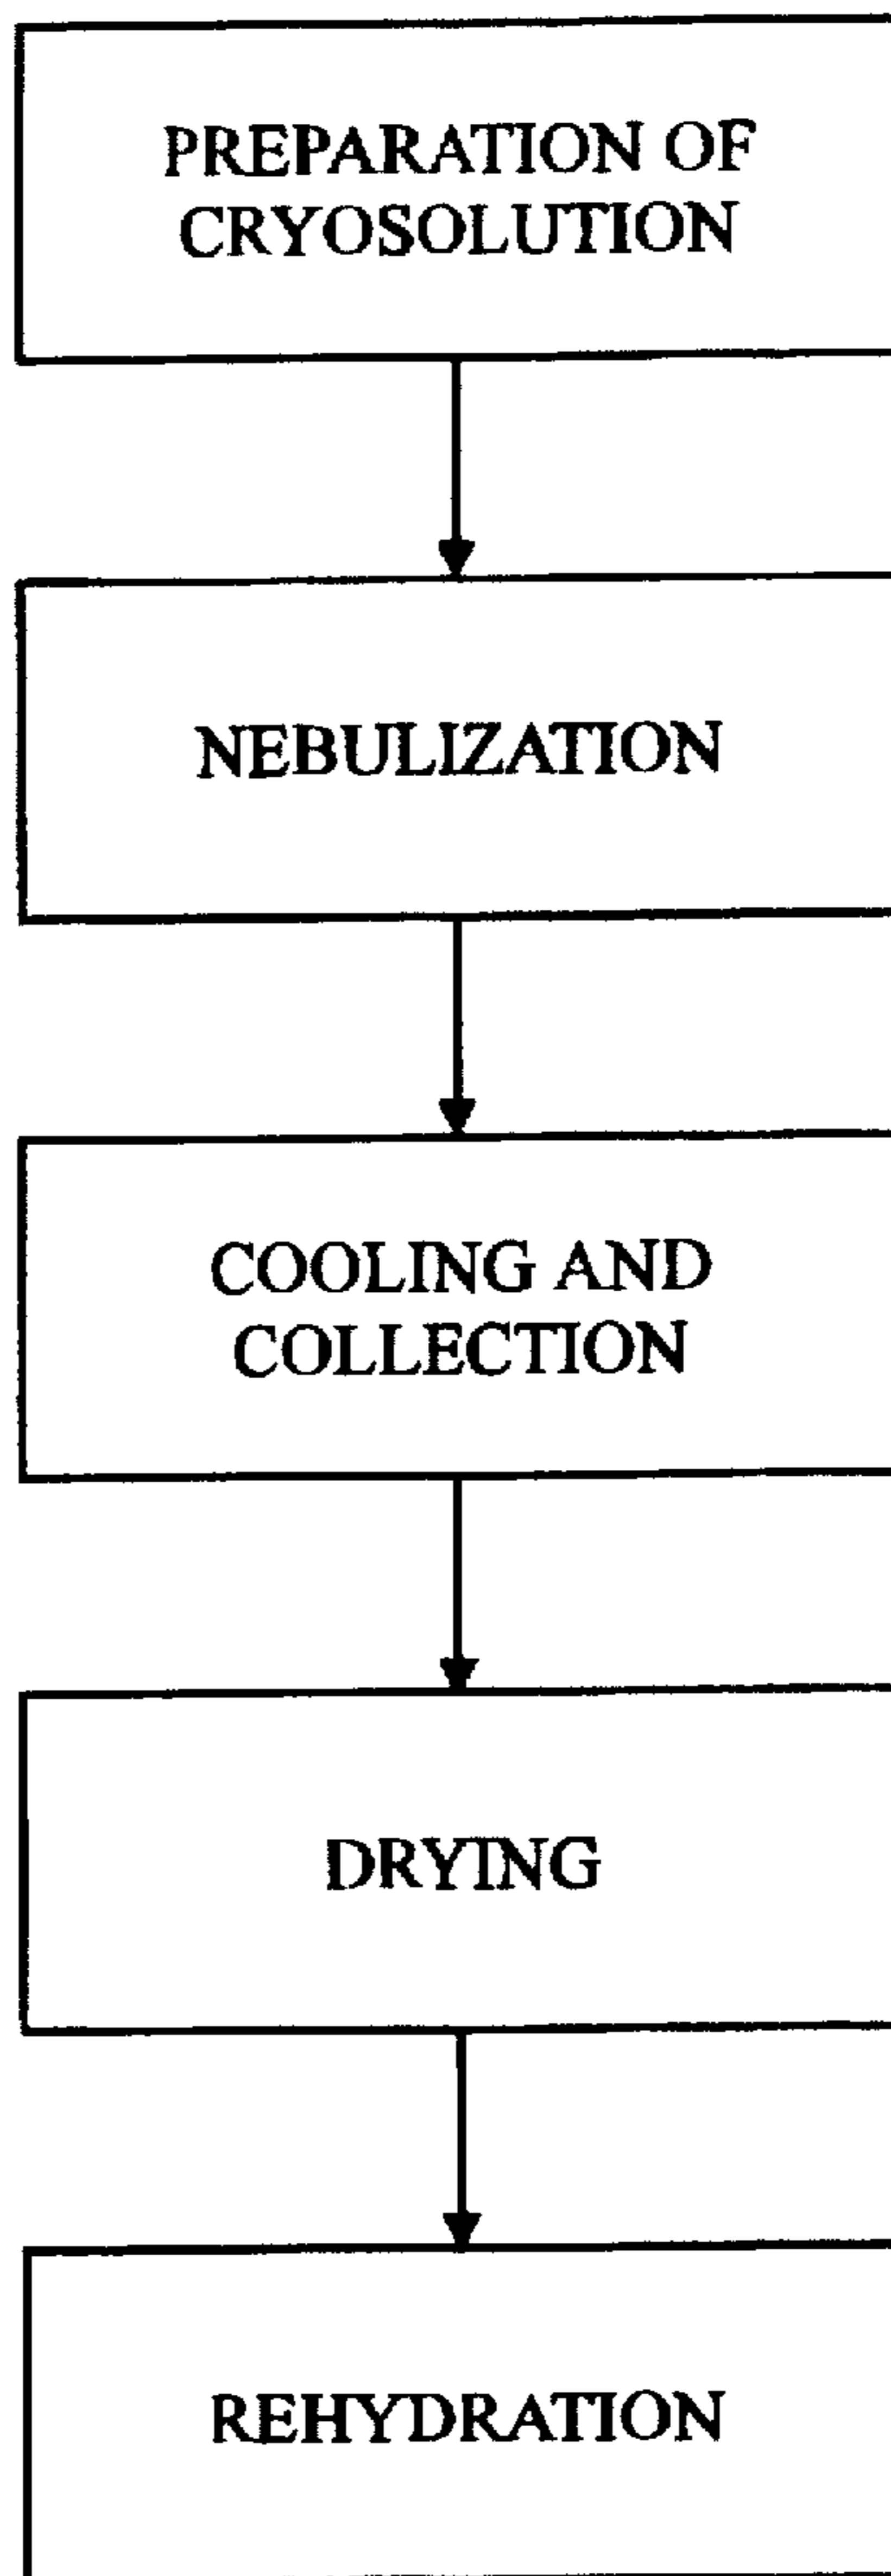 PREPARATION OF
CRYOSOLUTION
NEBULIZATION
COOLING AND
COLLECTION
DRYING
REHYDRATION